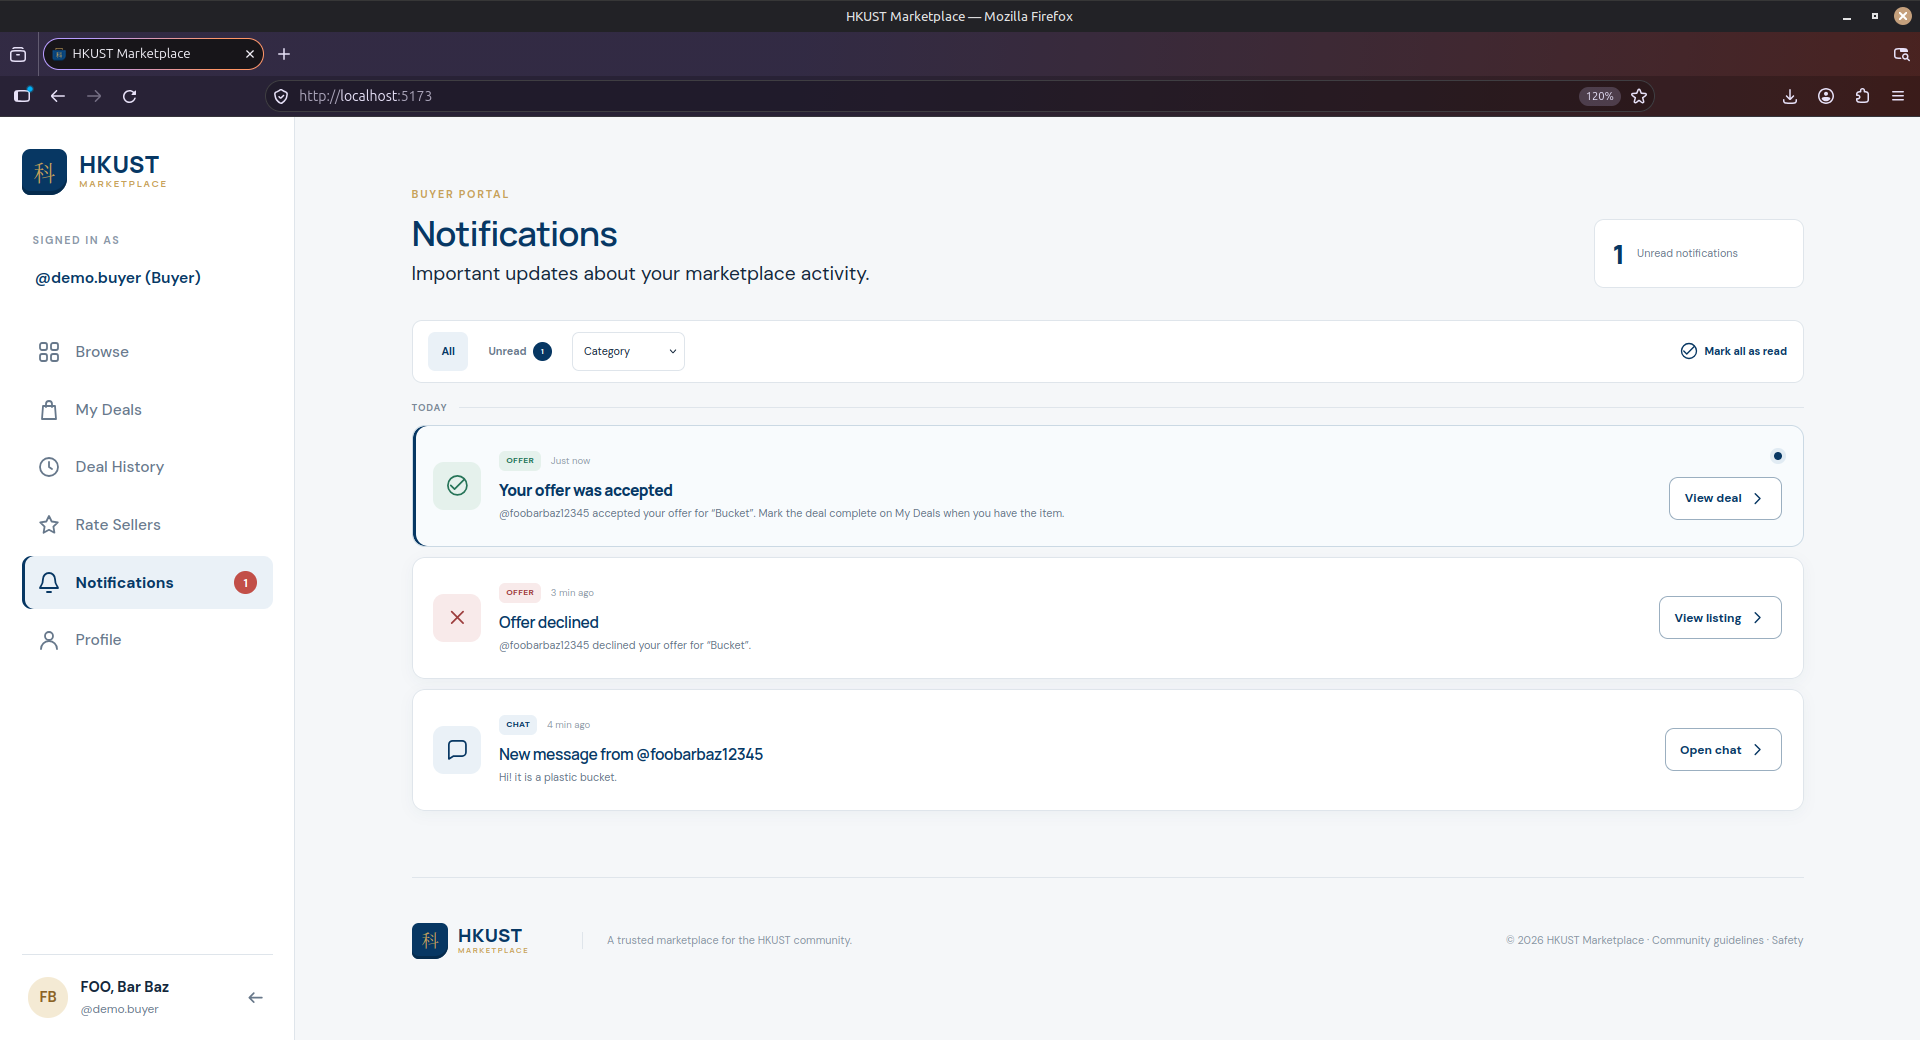 HKUST Marketplace — Mozilla Firefox
HKUST Marketplace
http://localhost:5173
120%
科
HKUST
MARKETPLACE
SIGNED IN AS
@demo.buyer (Buyer)
Browse
My Deals
Deal History
Rate Sellers
Notifications 1
Profile
FB
FOO, Bar Baz
@demo.buyer
BUYER PORTAL
Notifications
Important updates about your marketplace activity.
1 Unread notifications
All Unread 1 Category Mark all as read
TODAY
OFFER Just now
Your offer was accepted
@foobarbaz12345 accepted your offer for “Bucket”. Mark the deal complete on My Deals when you have the item.
View deal
OFFER 3 min ago
Offer declined
@foobarbaz12345 declined your offer for “Bucket”.
View listing
CHAT 4 min ago
New message from @foobarbaz12345
Hi! it is a plastic bucket.
Open chat
科
HKUST
MARKETPLACE
A trusted marketplace for the HKUST community.
© 2026 HKUST Marketplace · Community guidelines · Safety